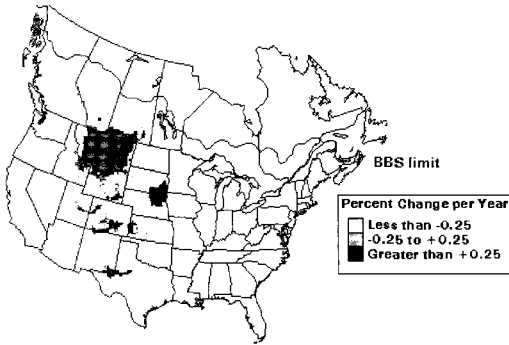 BBS limit
Percent Change per Year
Less than -0.25
-0.25 to +0.25
Greater than +0.25